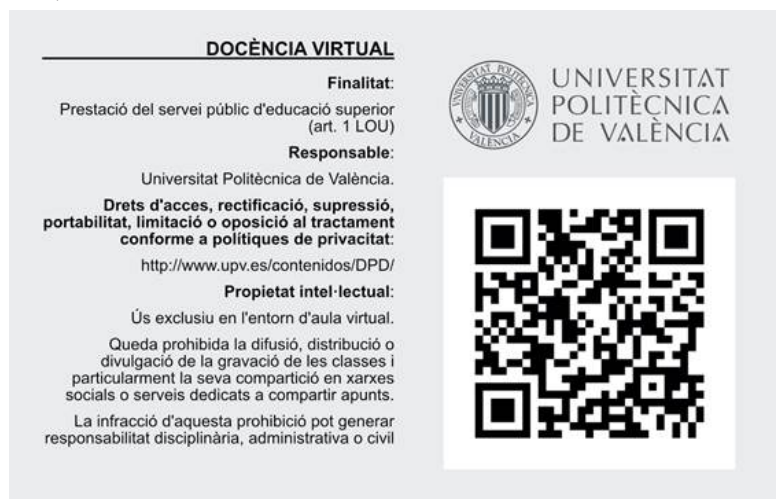 DOCÈNCIA VIRTUAL
Finalitat:
Prestació del servei públic d'educació superior
(art. 1 LOU)
Responsable:
Universitat Politècnica de València.
Drets d'acces, rectificació, supressió,
portabilitat, limitació o oposició al tractament
conforme a polítiques de privacitat:
http://www.upv.es/contenidos/DPD/
Propietat intel·lectual:
Ús exclusiu en l'entorn d'aula virtual.
Queda prohibida la difusió, distribució o
divulgació de la gravació de les classes i
particularment la seva compartició en xarxes
socials o serveis dedicats a compartir apunts.
La infracció d'aquesta prohibició pot generar
responsabilitat disciplinària, administrativa o civil
UNIVERSITAT POLITÈCNICA
VALÈNCIA
UNIVERSITAT
POLITÈCNICA
DE VALÈNCIA